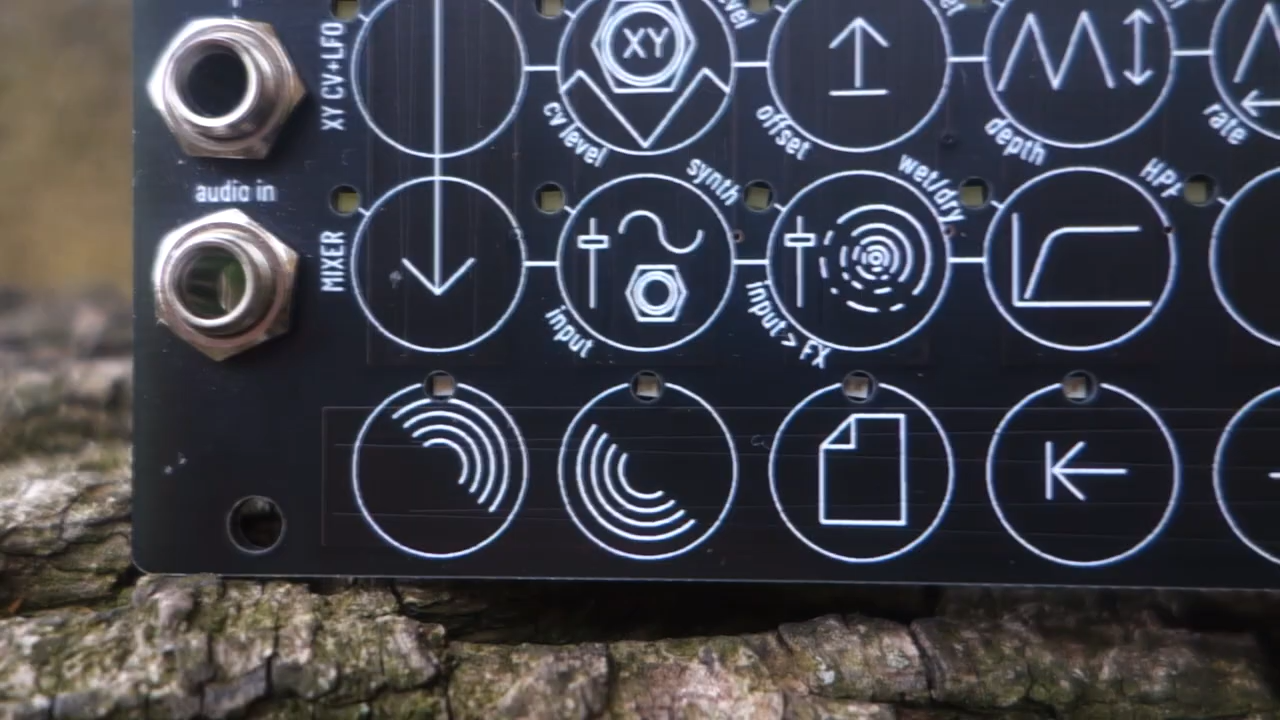 XY CV+LFO
XY
cv level
offset
depth
rate
audio in
MIXER
synth
input
wet/dry
input > FX
HPF